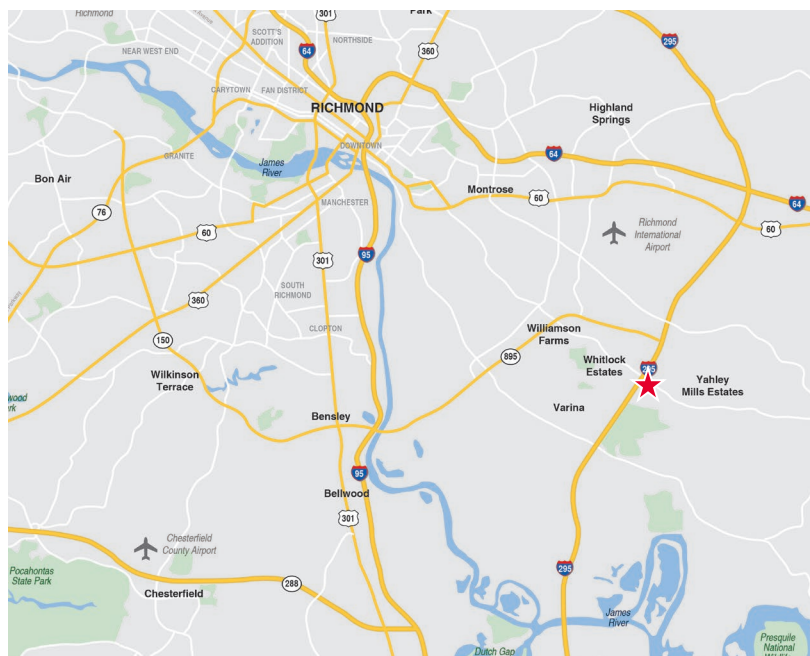 Richmond
SCOTT'S
ADDITION
NORTHSIDE
301
Park
360
64
295
NEAR WEST END
CARYTOWN
FAN DISTRICT
RICHMOND
Highland
Springs
DOWNTOWN
GRANITE
James
River
64
Bon Air
Montrose
60
64
MANCHESTER
76
60
Richmond
International
Airport
60
301
95
SOUTH
RICHMOND
360
CLOPTON
Williamson
Farms
150
895
Whitlock
Estates
295
Wilkinson
Terrace
Yahley
Mills Estates
Varina
Bensley
95
Bellwood
301
Chesterfield
County Airport
Pocahontas
State Park
295
288
Chesterfield
James
River
Presquile
National
Dutch Gap